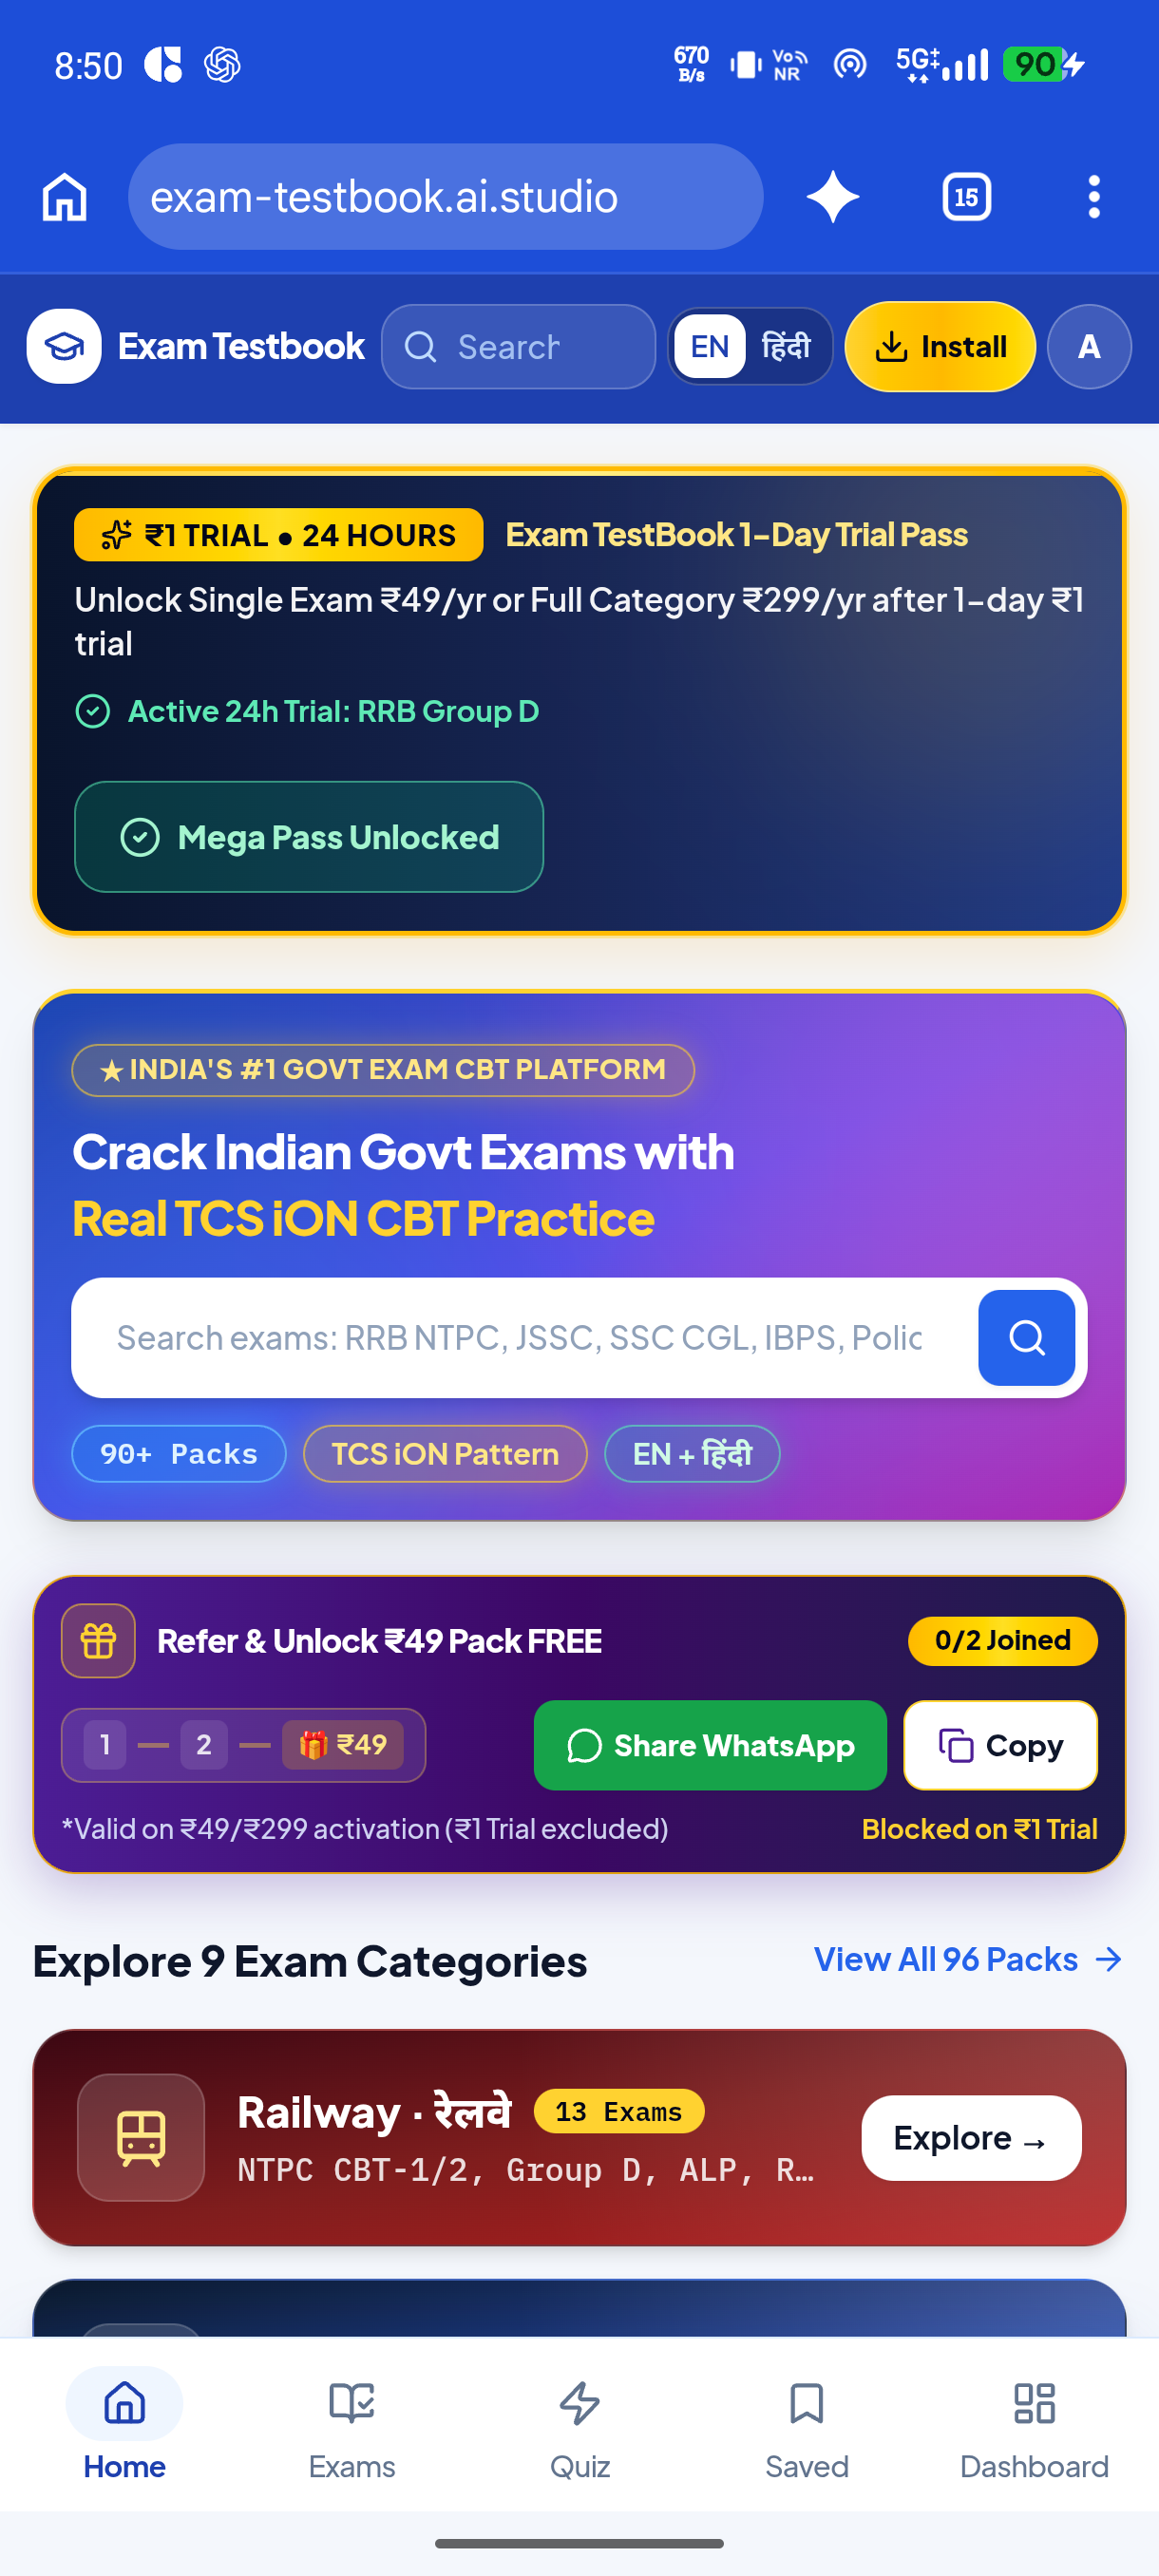 8:50
670 B/s
Vo NR
5G
90
exam-testbook.ai.studio
15
Exam Testbook
Search
EN
हिंदी
Install
A
₹1 TRIAL ● 24 HOURS
Exam TestBook 1-Day Trial Pass
Unlock Single Exam ₹49/yr or Full Category ₹299/yr after 1-day ₹1
trial
Active 24h Trial: RRB Group D
Mega Pass Unlocked
★ INDIA'S #1 GOVT EXAM CBT PLATFORM
Crack Indian Govt Exams with
Real TCS iON CBT Practice
Search exams: RRB NTPC, JSSC, SSC CGL, IBPS, Polic
90+ Packs
TCS iON Pattern
EN + हिंदी
Refer & Unlock ₹49 Pack FREE
0/2 Joined
1 — 2 — 🎁 ₹49
Share WhatsApp
Copy
*Valid on ₹49/₹299 activation (₹1 Trial excluded)
Blocked on ₹1 Trial
Explore 9 Exam Categories
View All 96 Packs →
Railway · रेलवे
13 Exams
NTPC CBT-1/2, Group D, ALP, R…
Explore →
Home
Exams
Quiz
Saved
Dashboard